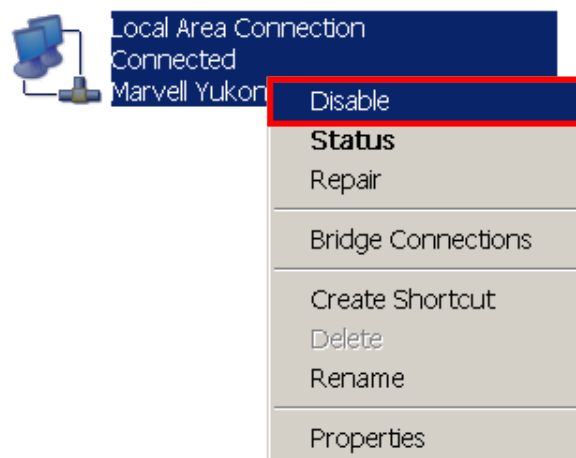 Local Area Connection
Connected
Marvell Yukon
Disable
Status
Repair
Bridge Connections
Create Shortcut
Delete
Rename
Properties